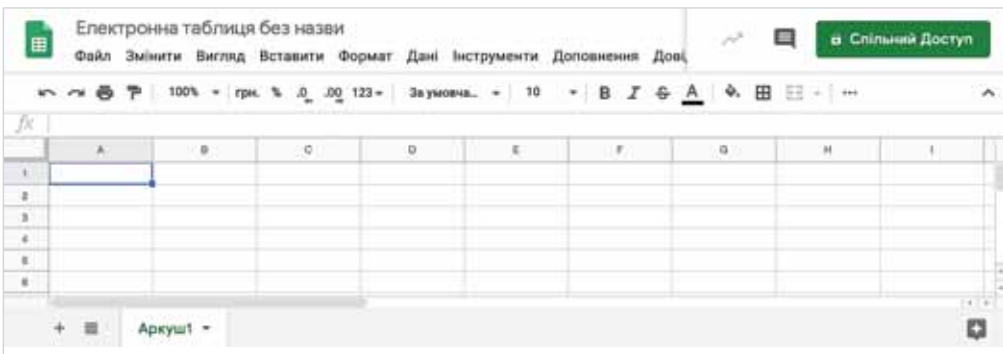 Електронна таблиця без назви
Файл Змінити Вигляд Вставити Формат Дані Інструменти Доповнення Дові
Спільний Доступ
100% грн. % .0 .00 123 За умовча... 10 B I S A
fx
A B C D E F G H I
1
2
3
4
5
6
Аркуш1